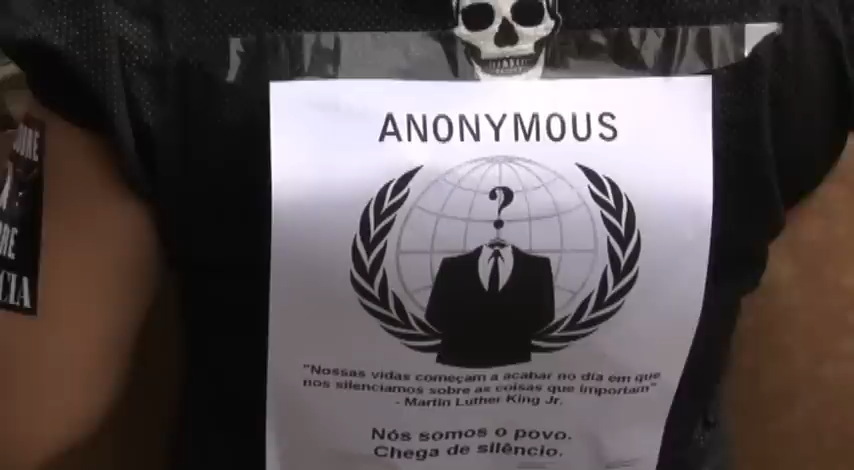 ANONYMOUS
?
"Nossas vidas começam a acabar no dia em que
nos silenciamos sobre as coisas que importam"
- Martin Luther King Jr.
Nós somos o povo.
Chega de silêncio.
CIA